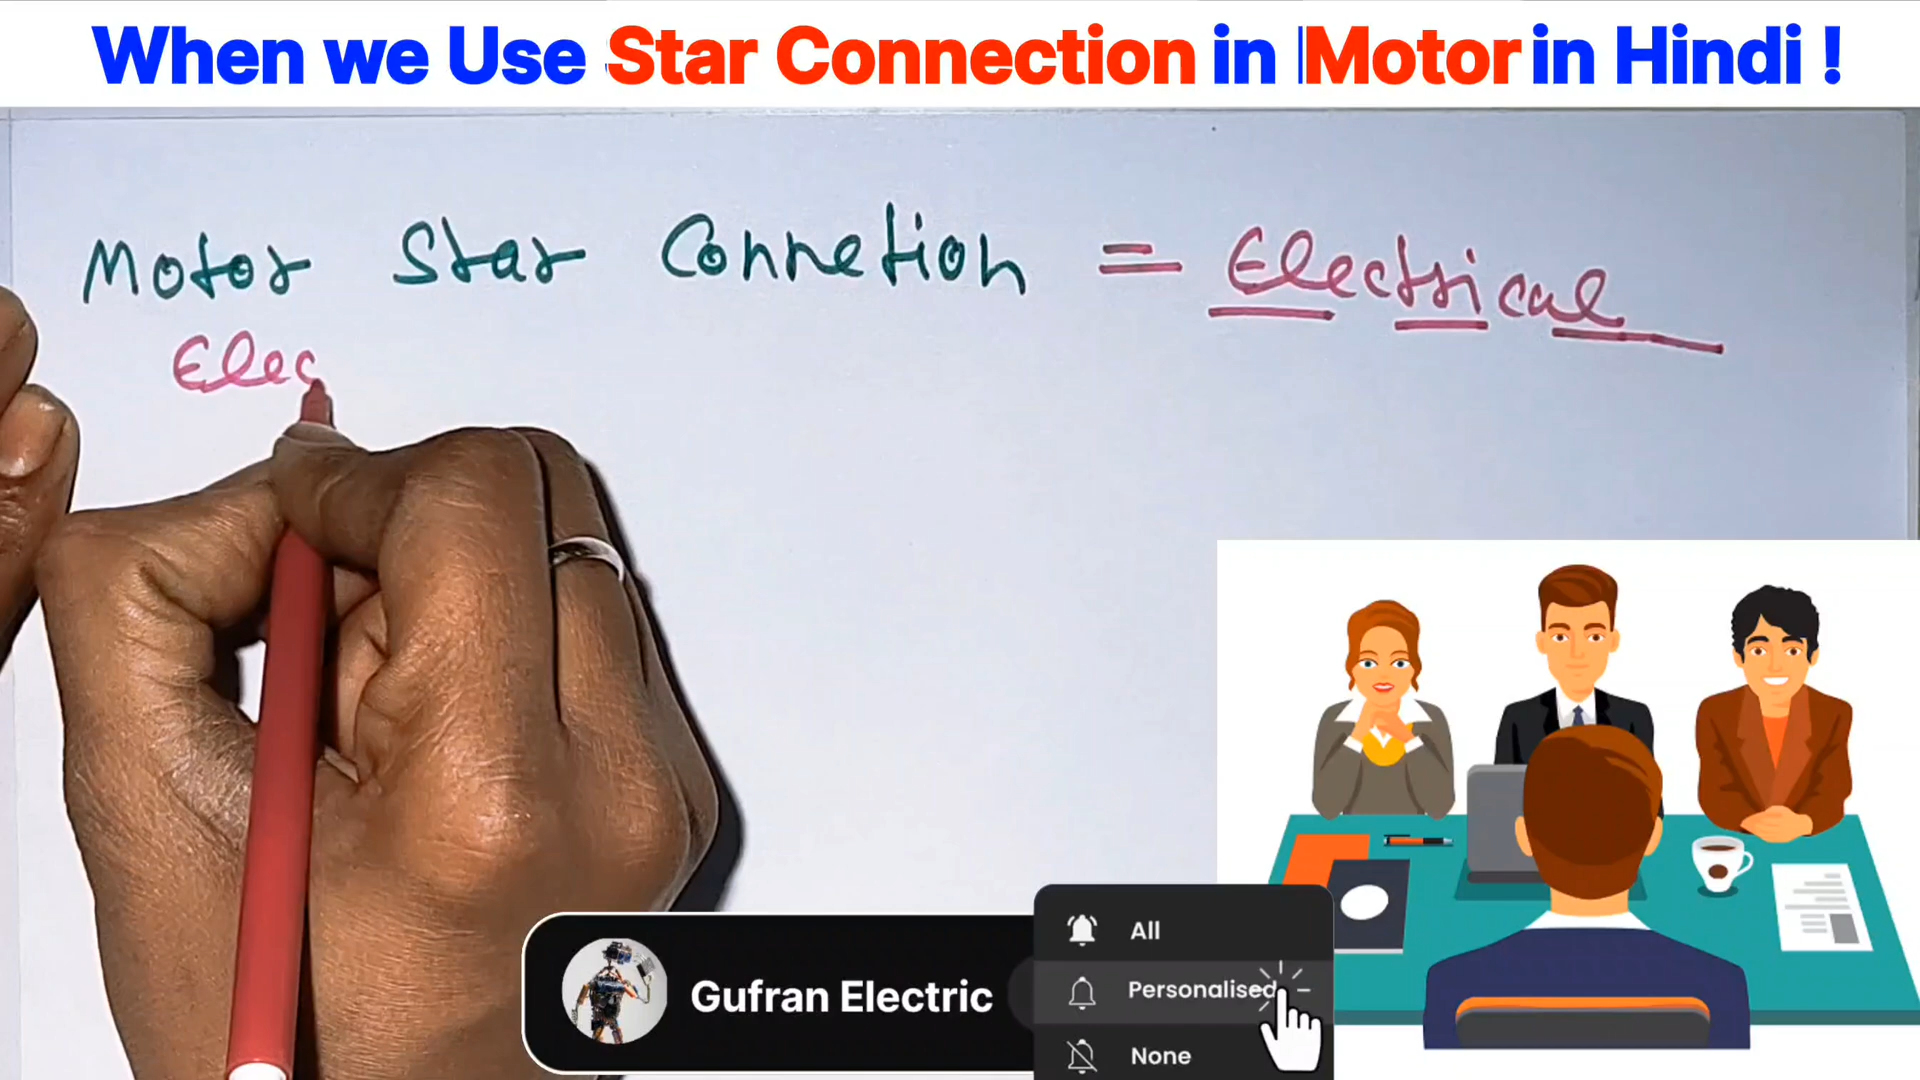 When we Use Star Connection in Motor in Hindi !
Motor Star Connetion = Electrical
Elec
Gufran Electric
All
Personalised
None